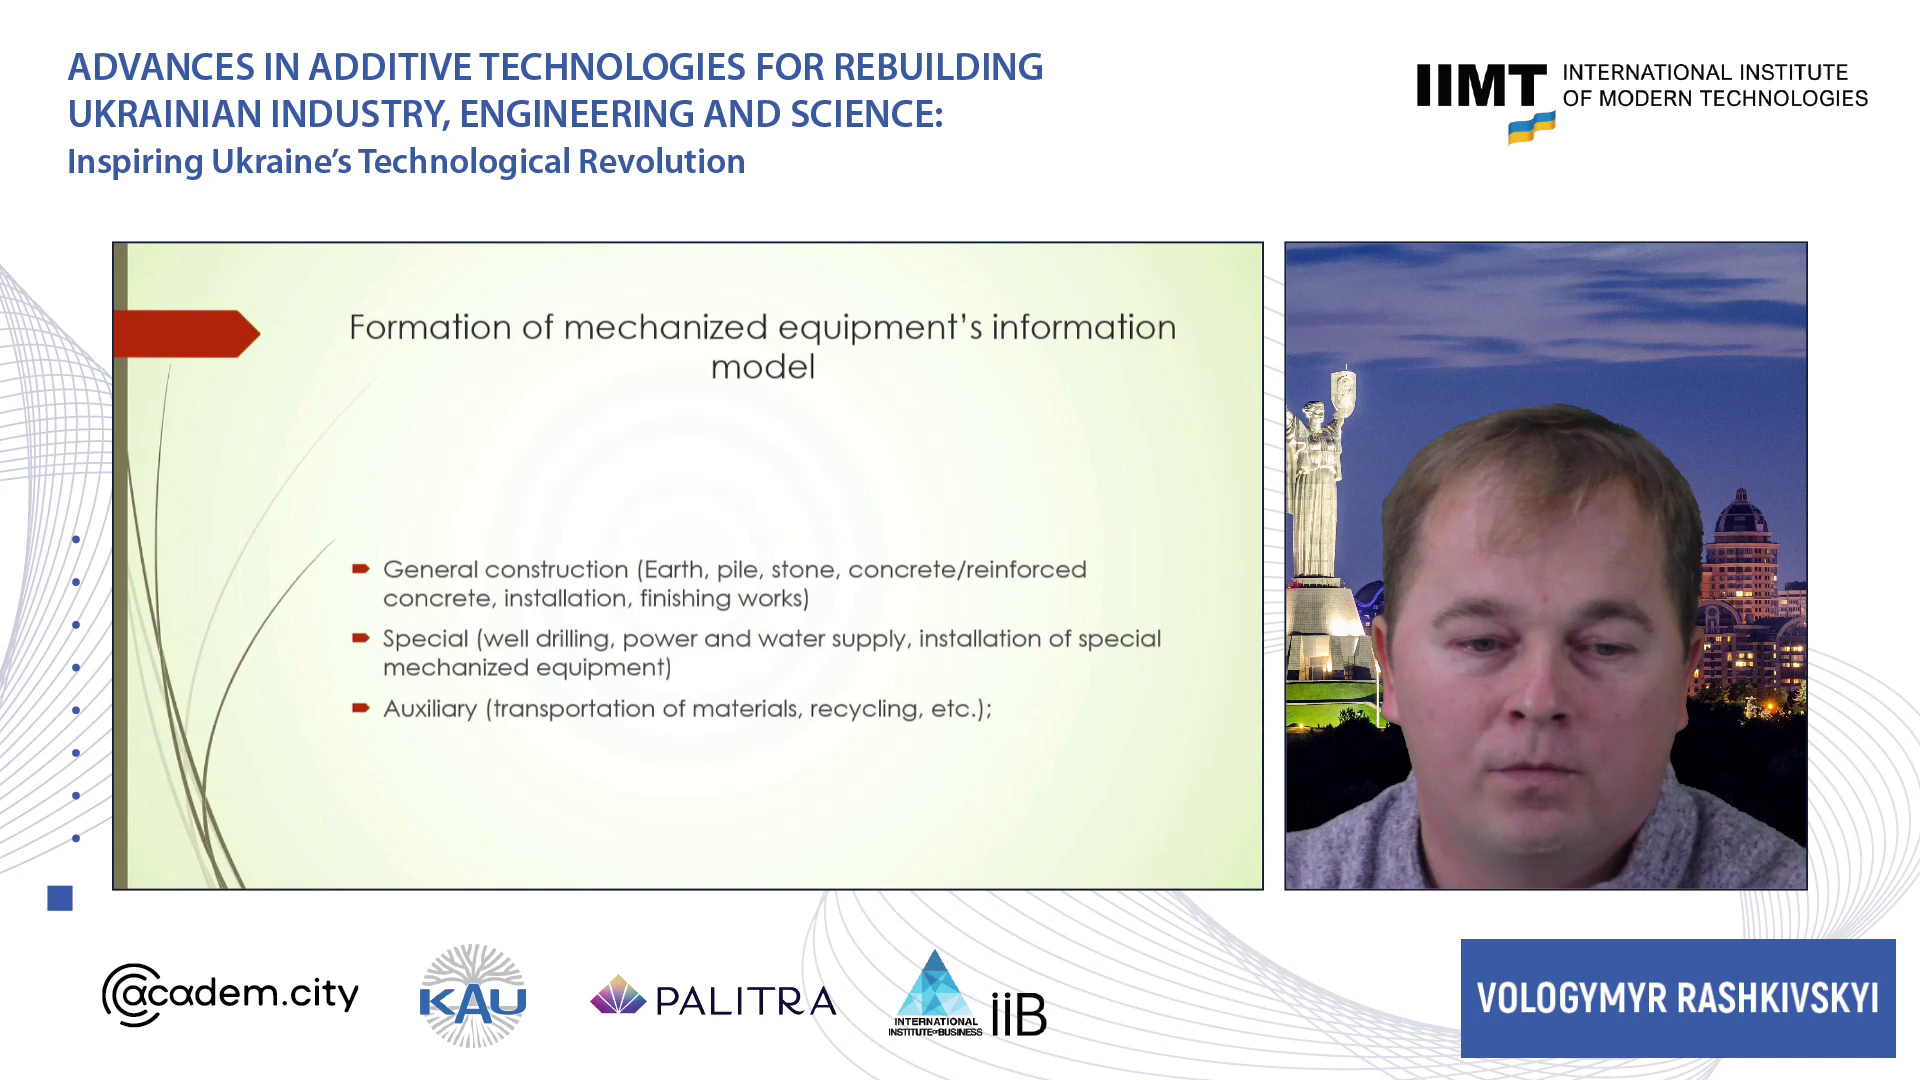 ADVANCES IN ADDITIVE TECHNOLOGIES FOR REBUILDING
UKRAINIAN INDUSTRY, ENGINEERING AND SCIENCE:
Inspiring Ukraine’s Technological Revolution
IIMT
INTERNATIONAL INSTITUTE
OF MODERN TECHNOLOGIES
Formation of mechanized equipment’s information
model
General construction (Earth, pile, stone, concrete/reinforced
concrete, installation, finishing works)
Special (well drilling, power and water supply, installation of special
mechanized equipment)
Auxiliary (transportation of materials, recycling, etc.);
@cadem.city
KAU
PALITRA
INTERNATIONAL
INSTITUTE OF BUSINESS
iiB
VOLOGYMYR RASHKIVSKYI